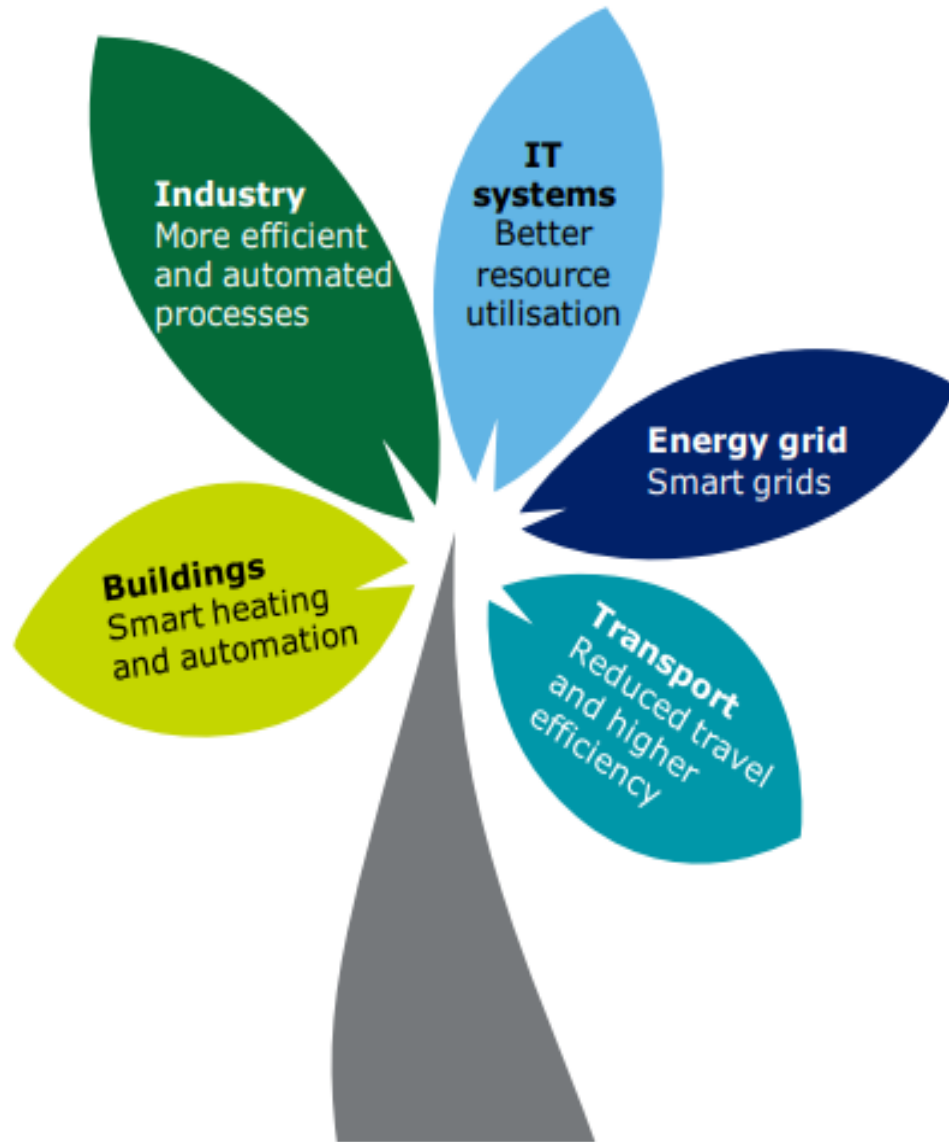 Industry
More efficient
and automated
processes
IT
systems
Better
resource
utilisation
Energy grid
Smart grids
Buildings
Smart heating
and automation
Transport
Reduced travel
and higher
efficiency